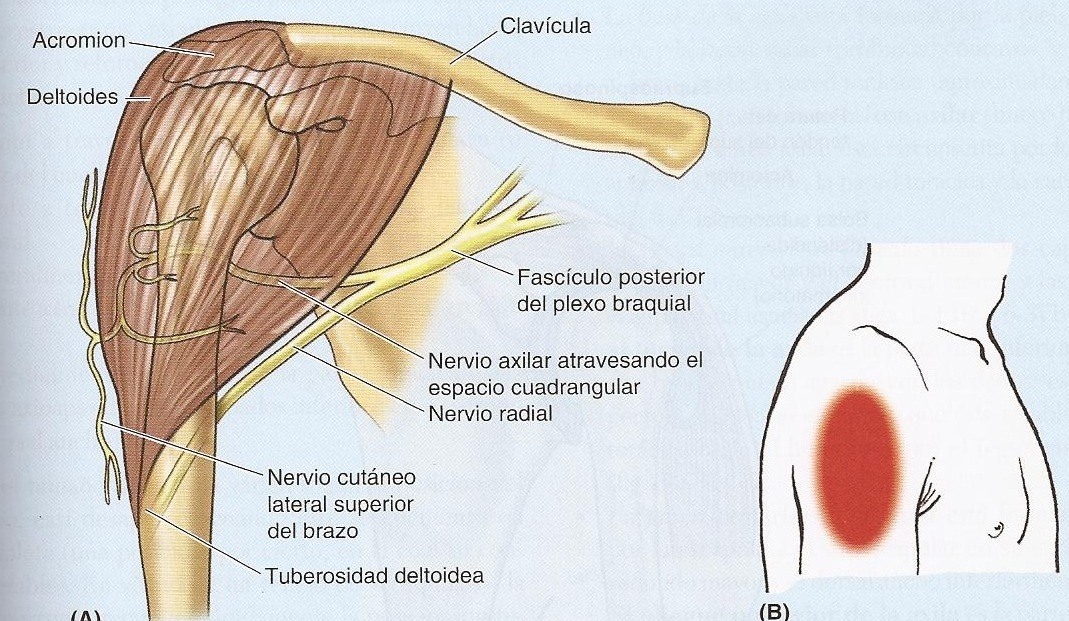 Acromion
Clavícula
Deltoides
Fascículo posterior
del plexo braquial
Nervio axilar atravesando el
espacio cuadrangular
Nervio radial
Nervio cutáneo
lateral superior
del brazo
Tuberosidad deltoidea
(A)
(B)